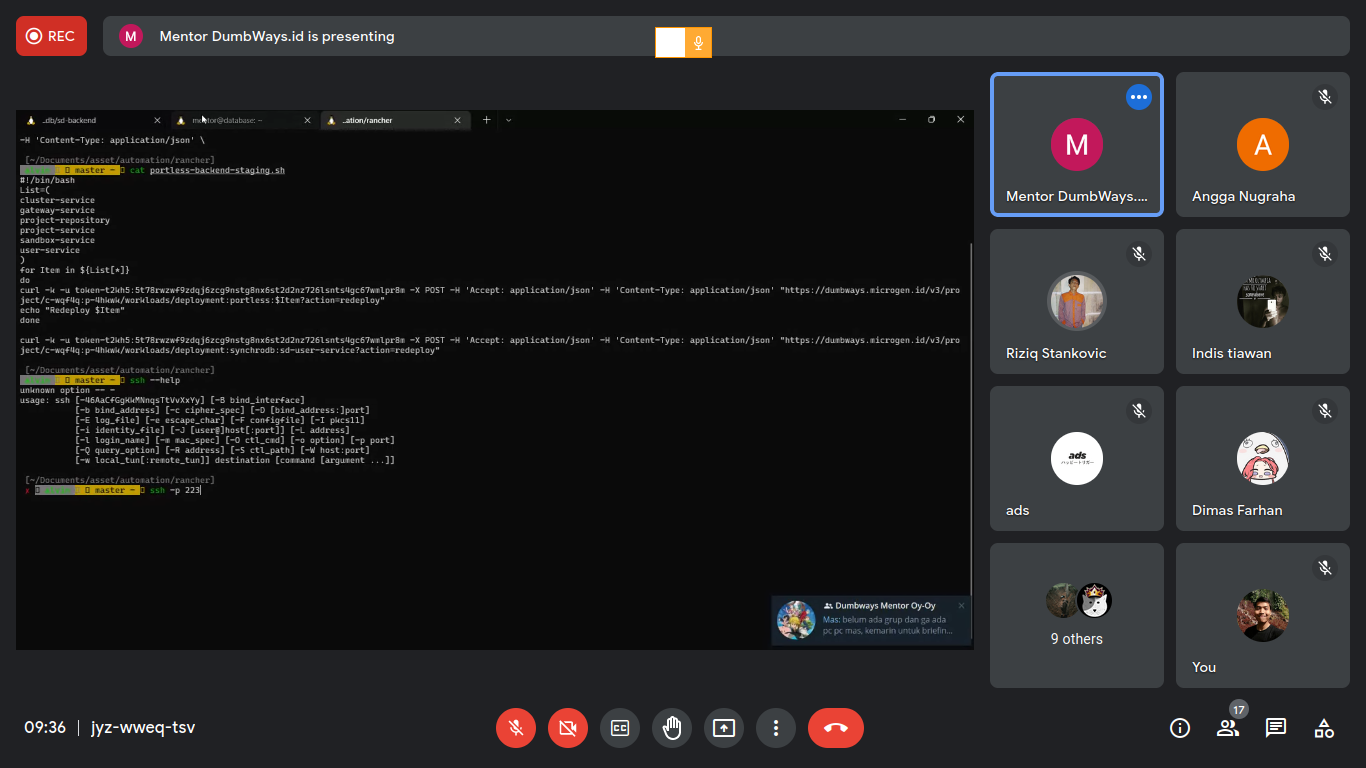 REC
M
Mentor DumbWays.id is presenting
..db/sd-backend
mentor@database: ~
..ation/rancher
-H 'Content-Type: application/json' \
[~/Documents/asset/automation/rancher]
master ~ cat portless-backend-staging.sh
#!/bin/bash
List=(
cluster-service
gateway-service
project-repository
project-service
sandbox-service
user-service
)
for Item in ${List[*]}
do
curl -k -u token-t2kh5:5t78rwzwf9zdqj6zcg9nstg8nx6st2d2nz726lsnts4gc67wmlpr8m -X POST -H 'Accept: application/json' -H 'Content-Type: application/json' "https://dumbways.microgen.id/v3/pro
ject/c-wqf4q:p-4hkwk/workloads/deployment:portless:$Item?action=redeploy"
echo "Redeploy $Item"
done
curl -k -u token-t2kh5:5t78rwzwf9zdqj6zcg9nstg8nx6st2d2nz726lsnts4gc67wmlpr8m -X POST -H 'Accept: application/json' -H 'Content-Type: application/json' "https://dumbways.microgen.id/v3/pro
ject/c-wqf4q:p-4hkwk/workloads/deployment:synchrodb:sd-user-service?action=redeploy"
[~/Documents/asset/automation/rancher]
master ~ ssh --help
unknown option -- -
usage: ssh [-46AaCfGgKkMNnqsTtVvXxYy] [-B bind_interface]
[-b bind_address] [-c cipher_spec] [-D [bind_address:]port]
[-E log_file] [-e escape_char] [-F configfile] [-I pkcs11]
[-i identity_file] [-J [user@]host[:port]] [-L address]
[-l login_name] [-m mac_spec] [-O ctl_cmd] [-o option] [-p port]
[-Q query_option] [-R address] [-S ctl_path] [-W host:port]
[-w local_tun[:remote_tun]] destination [command [argument ...]]
[~/Documents/asset/automation/rancher]
x master ~ ssh -p 223
Dumbways Mentor Oy-Oy
Mas: belum ada grup dan ga ada
pc pc mas, kemarin untuk briefin...
M
Mentor DumbWays....
A
Angga Nugraha
Riziq Stankovic
Indis tiawan
ads
ads
Dimas Farhan
9 others
You
09:36 | jyz-wweq-tsv
CC
17